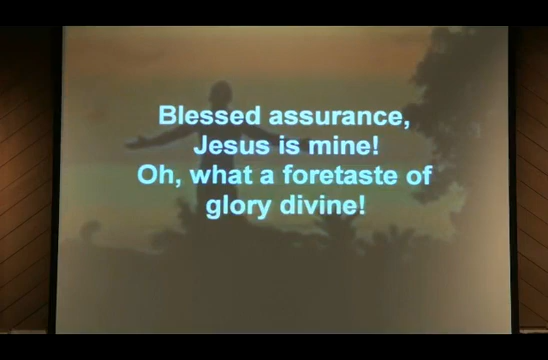 Blessed assurance,
Jesus is mine!
Oh, what a foretaste of
glory divine!